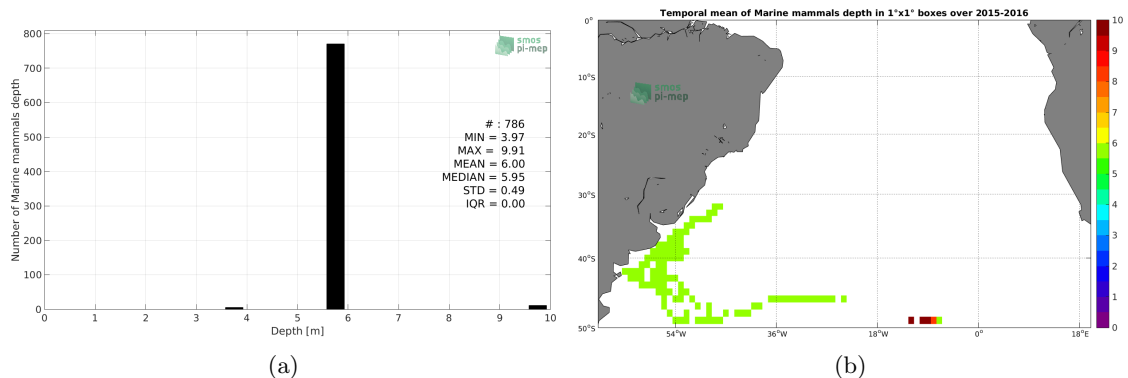 800
700
600
500
400
300
200
100
0
Number of Marine mammals depth
smos
pi-mep
# : 786
MIN = 3.97
MAX = 9.91
MEAN = 6.00
MEDIAN = 5.95
STD = 0.49
IQR = 0.00
0 1 2 3 4 5 6 7 8 9 10
Depth [m]
(a)
Temporal mean of Marine mammals depth in 1°x1° boxes over 2015-2016
0°
10°S
20°S
30°S
40°S
50°S
smos
pi-mep
54°W 36°W 18°W 0° 18°E
10
9
8
7
6
5
4
3
2
1
0
(b)